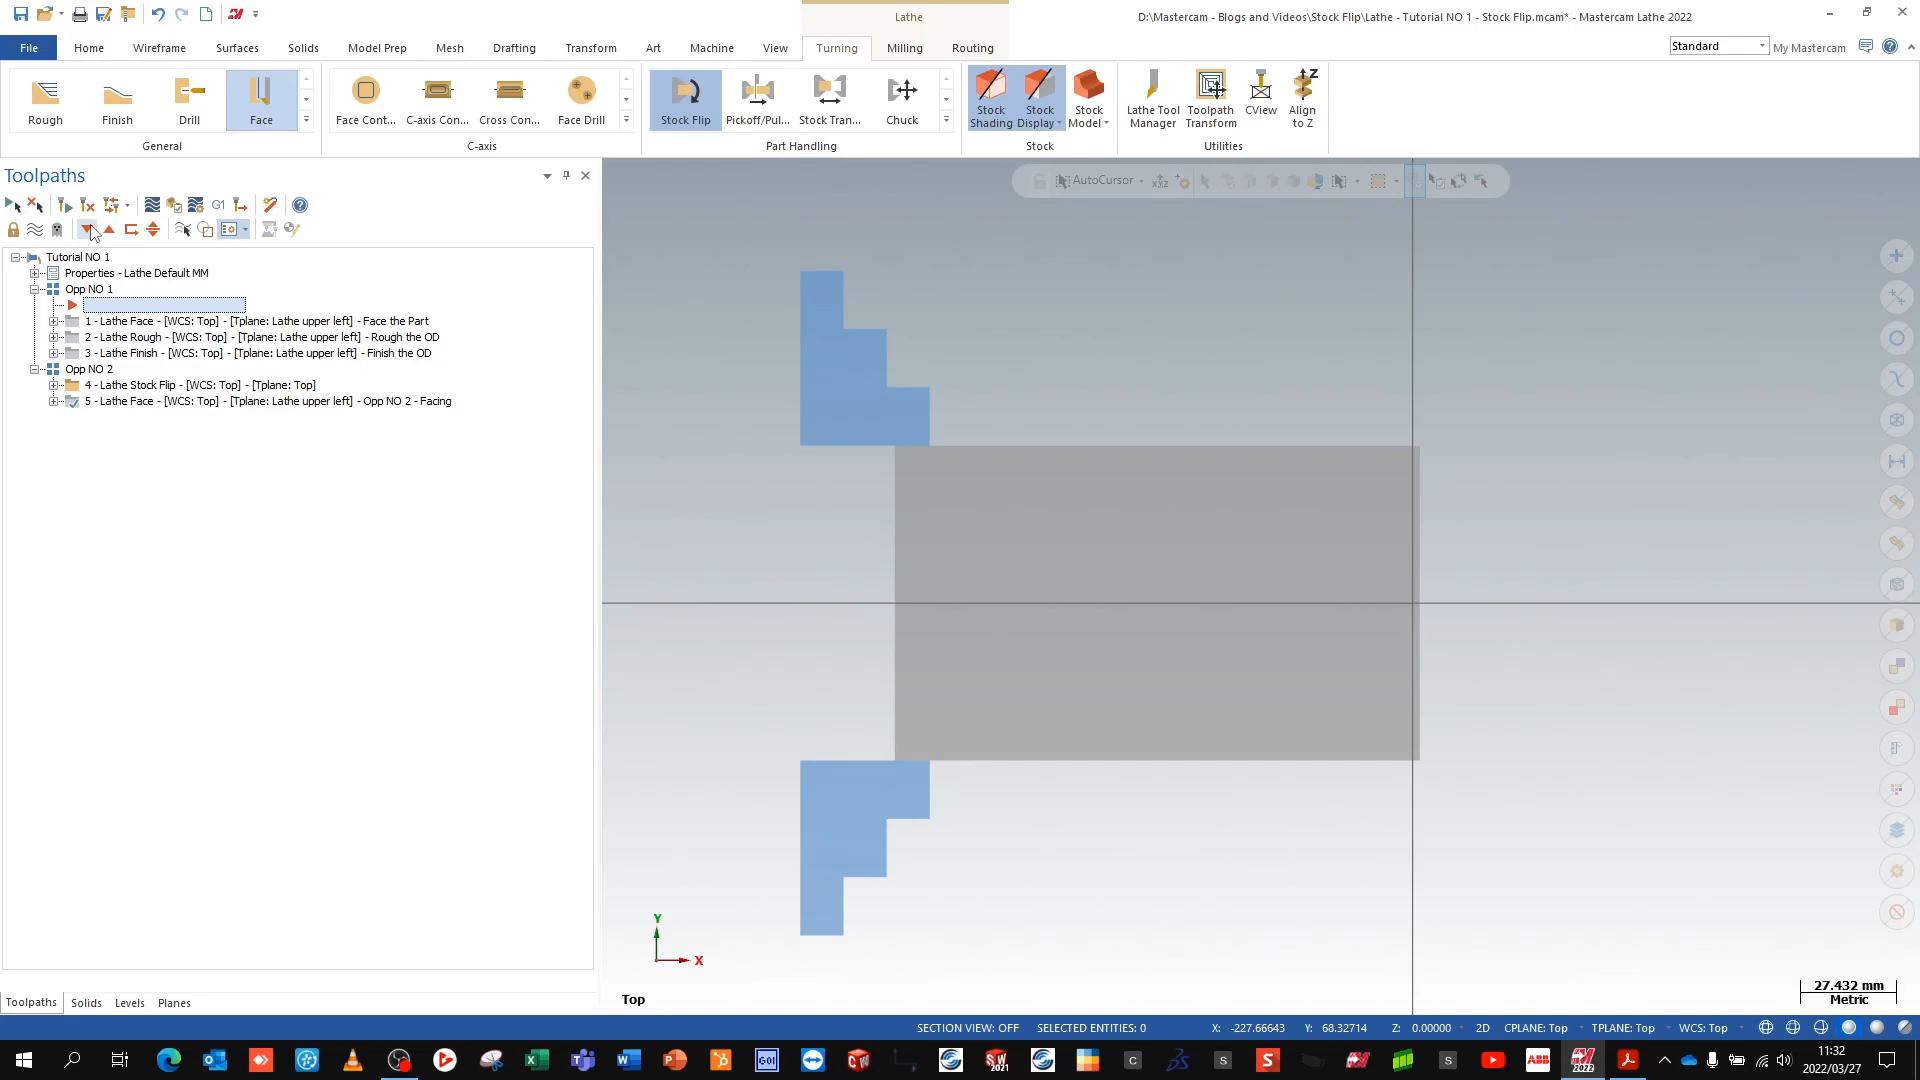 Lathe
D:\Mastercam - Blogs and Videos\Stock Flip\Lathe - Tutorial NO 1 - Stock Flip.mcam* - Mastercam Lathe 2022
File Home Wireframe Surfaces Solids Model Prep Mesh Drafting Transform Art Machine View Turning Milling Routing
Standard My Mastercam
Rough Finish Drill Face
General
Face Cont... C-axis Con... Cross Con... Face Drill
C-axis
Stock Flip Pickoff/Pul... Stock Tran... Chuck
Part Handling
Stock Shading
Stock Display
Stock Model
Stock
Lathe Tool Manager
Toolpath Transform
CView
Align to Z
Utilities
Toolpaths
G1
AutoCursor
XYZ
Tutorial NO 1
Properties - Lathe Default MM
Opp NO 1
1 - Lathe Face - [WCS: Top] - [Tplane: Lathe upper left] - Face the Part
2 - Lathe Rough - [WCS: Top] - [Tplane: Lathe upper left] - Rough the OD
3 - Lathe Finish - [WCS: Top] - [Tplane: Lathe upper left] - Finish the OD
Opp NO 2
4 - Lathe Stock Flip - [WCS: Top] - [Tplane: Top]
5 - Lathe Face - [WCS: Top] - [Tplane: Lathe upper left] - Opp NO 2 - Facing
Y
X
Top
27.432 mm
Metric
Toolpaths Solids Levels Planes
SECTION VIEW: OFF SELECTED ENTITIES: 0 X: -227.66643 Y: 68.32714 Z: 0.00000 2D CPLANE: Top TPLANE: Top WCS: Top
11:32
2022/03/27